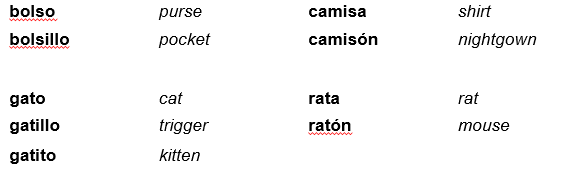 bolso purse camisa shirt
bolsillo pocket camisón nightgown
gato cat rata rat
gatillo trigger ratón mouse
gatito kitten